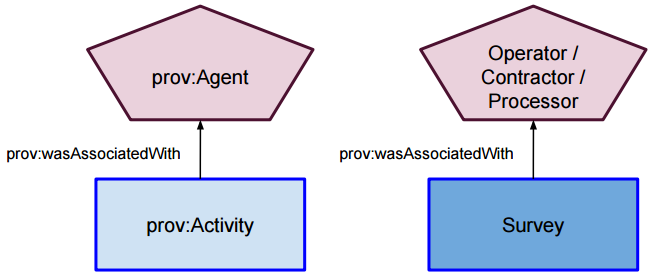 prov:Agent
prov:wasAssociatedWith
prov:Activity
Operator /
Contractor /
Processor
prov:wasAssociatedWith
Survey